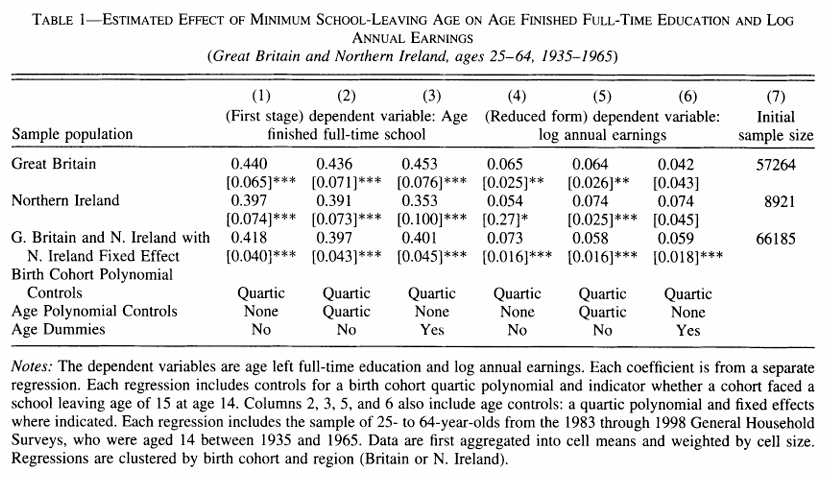 TABLE 1—ESTIMATED EFFECT OF MINIMUM SCHOOL-LEAVING AGE ON AGE FINISHED FULL-TIME EDUCATION AND LOG
ANNUAL EARNINGS
(Great Britain and Northern Ireland, ages 25–64, 1935–1965)
(1) (2) (3) (4) (5) (6) (7)
(First stage) dependent variable: Age (Reduced form) dependent variable: Initial
Sample population finished full-time school log annual earnings sample size
Great Britain 0.440 0.436 0.453 0.065 0.064 0.042 57264
[0.065]*** [0.071]*** [0.076]*** [0.025]** [0.026]** [0.043]
Northern Ireland 0.397 0.391 0.353 0.054 0.074 0.074 8921
[0.074]*** [0.073]*** [0.100]*** [0.27]* [0.025]*** [0.045]
G. Britain and N. Ireland with 0.418 0.397 0.401 0.073 0.058 0.059 66185
N. Ireland Fixed Effect [0.040]*** [0.043]*** [0.045]*** [0.016]*** [0.016]*** [0.018]***
Birth Cohort Polynomial
Controls Quartic Quartic Quartic Quartic Quartic Quartic
Age Polynomial Controls None Quartic None None Quartic None
Age Dummies No No Yes No No Yes
Notes: The dependent variables are age left full-time education and log annual earnings. Each coefficient is from a separate
regression. Each regression includes controls for a birth cohort quartic polynomial and indicator whether a cohort faced a
school leaving age of 15 at age 14. Columns 2, 3, 5, and 6 also include age controls: a quartic polynomial and fixed effects
where indicated. Each regression includes the sample of 25- to 64-year-olds from the 1983 through 1998 General Household
Surveys, who were aged 14 between 1935 and 1965. Data are first aggregated into cell means and weighted by cell size.
Regressions are clustered by birth cohort and region (Britain or N. Ireland).